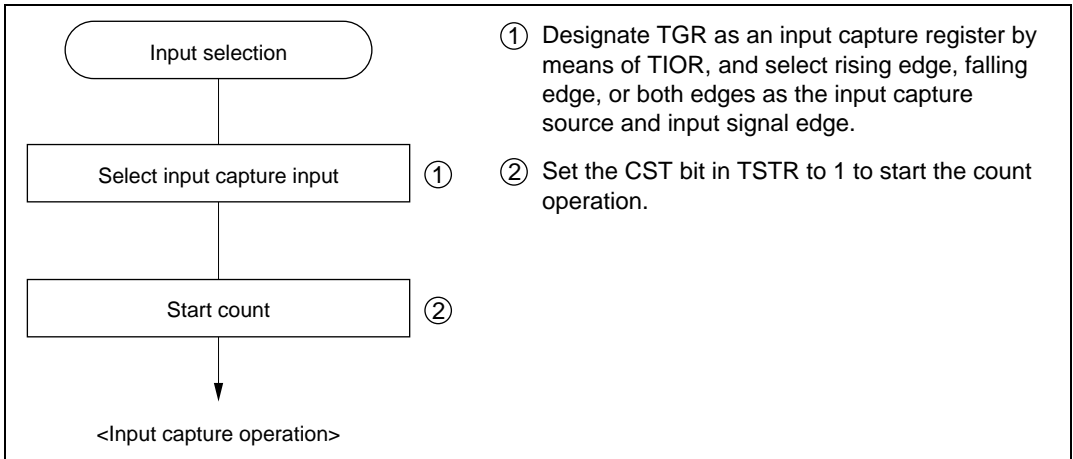 Input selection
Select input capture input
①
Start count
②
<Input capture operation>
① Designate TGR as an input capture register by
means of TIOR, and select rising edge, falling
edge, or both edges as the input capture
source and input signal edge.
② Set the CST bit in TSTR to 1 to start the count
operation.